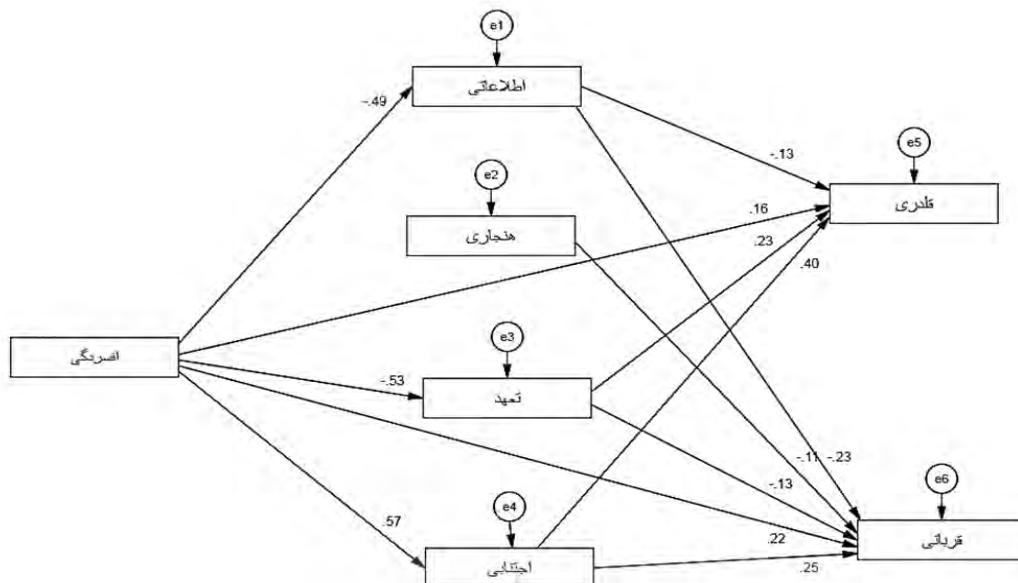 e1
اطلاعاتی
-.49
-.13
e5
قلدری
e2
هنجاری
.16
.23
.40
افسردگی
e3
-.53
تعهد
-.11
-.23
-.13
e6
قربانی
.57
e4
اجتنابی
.22
.25